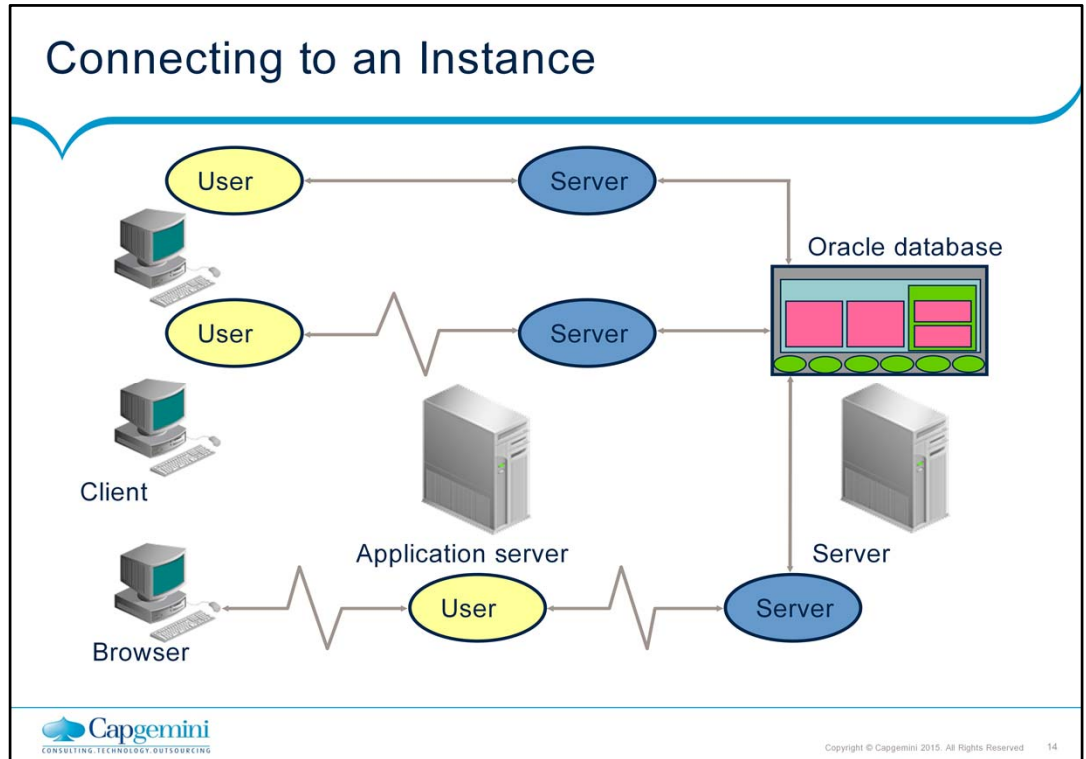 Connecting to an Instance
User
Server
Oracle database
User
Server
Client
Application server
Server
User
Server
Browser
Capgemini
CONSULTING.TECHNOLOGY.OUTSOURCING
Copyright © Capgemini 2015. All Rights Reserved 14